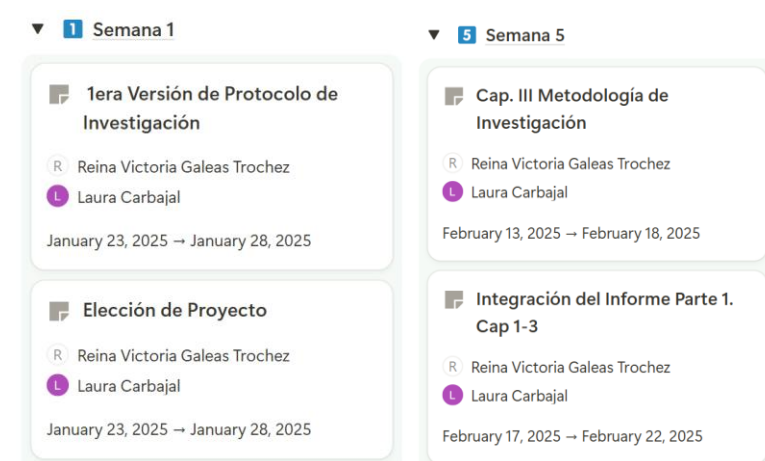 ▼ 1 Semana 1
1era Versión de Protocolo de
Investigación
R Reina Victoria Galeas Trochez
L Laura Carbajal
January 23, 2025 → January 28, 2025
Elección de Proyecto
R Reina Victoria Galeas Trochez
L Laura Carbajal
January 23, 2025 → January 28, 2025
▼ 5 Semana 5
Cap. III Metodología de
Investigación
R Reina Victoria Galeas Trochez
L Laura Carbajal
February 13, 2025 → February 18, 2025
Integración del Informe Parte 1.
Cap 1-3
R Reina Victoria Galeas Trochez
L Laura Carbajal
February 17, 2025 → February 22, 2025